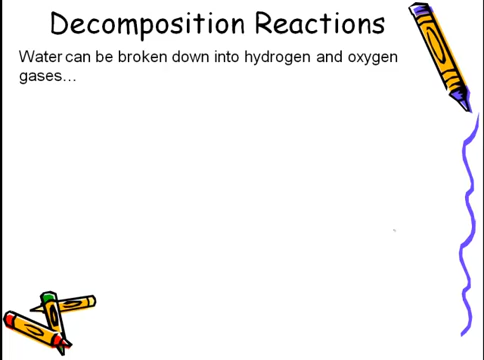 Decomposition Reactions
Water can be broken down into hydrogen and oxygen
gases...